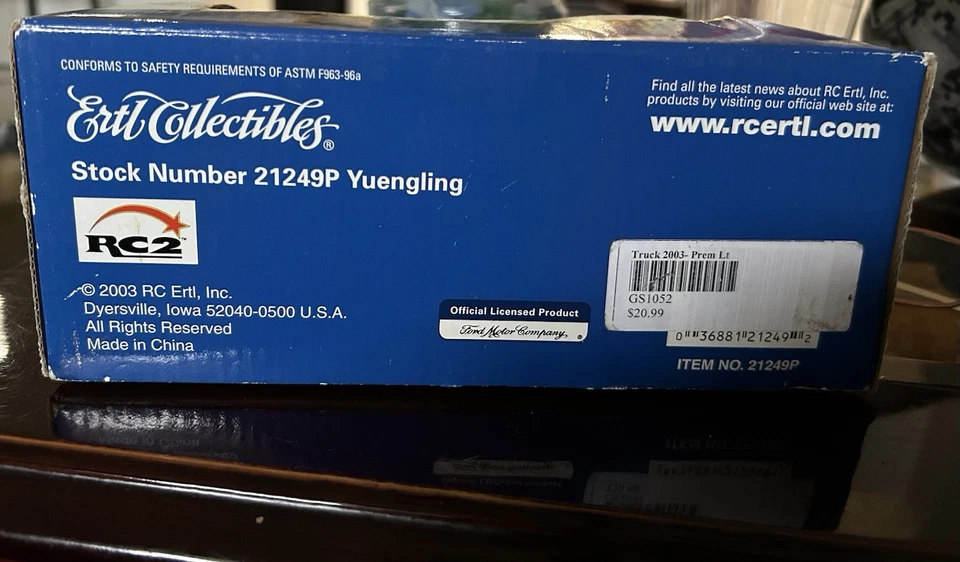 CONFORMS TO SAFETY REQUIREMENTS OF ASTM F963-96a
Ertl Collectibles®
Stock Number 21249P Yuengling
RC2™
© 2003 RC Ertl, Inc.
Dyersville, Iowa 52040-0500 U.S.A.
All Rights Reserved
Made in China
Official Licensed Product
Ford Motor Company ®
Find all the latest news about RC Ertl, Inc.
products by visiting our official web site at:
www.rcertl.com
Truck 2003- Prem Lt
GS1052
$20.99
0 36881 21249 2
ITEM NO. 21249P